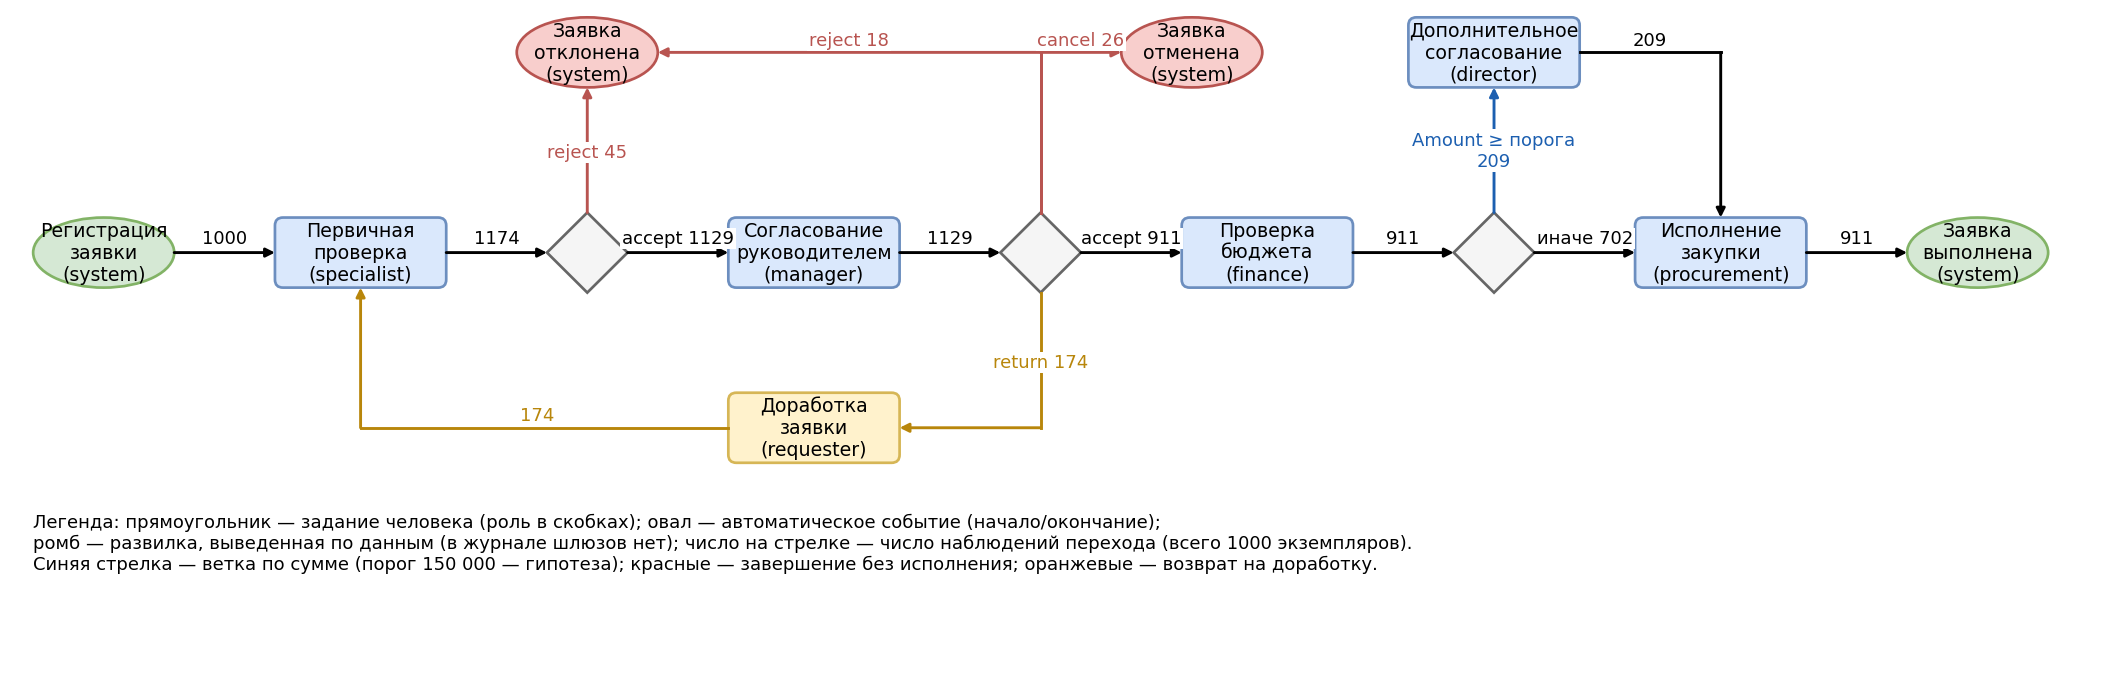 Заявка
отклонена
(system)
reject 18
cancel 26
Заявка
отменена
(system)
Дополнительное
согласование
(director)
209
reject 45
Amount ≥ порога
209
Регистрация
заявки
(system)
1000
Первичная
проверка
(specialist)
1174
accept 1129
Согласование
руководителем
(manager)
1129
accept 911
Проверка
бюджета
(finance)
911
иначе 702
Исполнение
закупки
(procurement)
911
Заявка
выполнена
(system)
return 174
174
Доработка
заявки
(requester)
Легенда: прямоугольник — задание человека (роль в скобках); овал — автоматическое событие (начало/окончание);
ромб — развилка, выведенная по данным (в журнале шлюзов нет); число на стрелке — число наблюдений перехода (всего 1000 экземпляров).
Синяя стрелка — ветка по сумме (порог 150 000 — гипотеза); красные — завершение без исполнения; оранжевые — возврат на доработку.